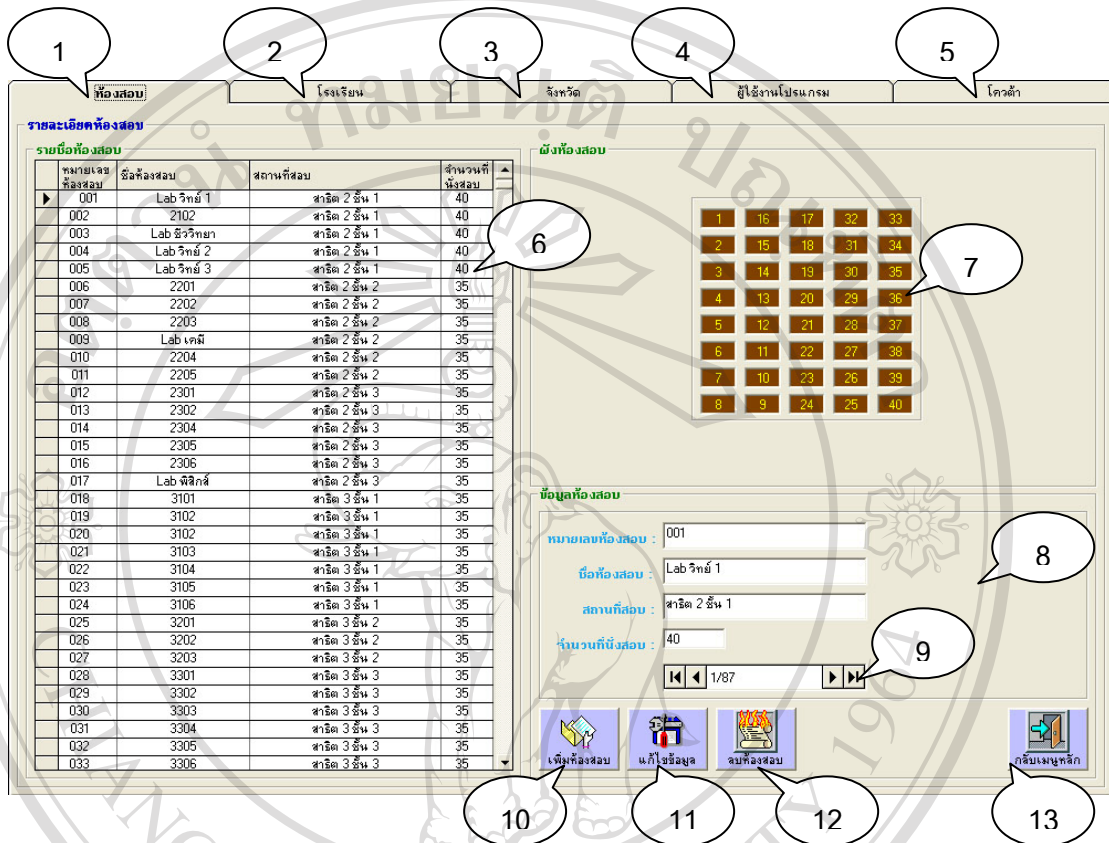 1 2 3 4 5
ห้องสอบ โรงเรียน จังหวัด ผู้ใช้งานโปรแกรม โควต้า
รายละเอียดห้องสอบ
รายชื่อห้องสอบ
หมายเลขห้องสอบ ชื่อห้องสอบ สถานที่สอบ จำนวนที่นั่งสอบ
001 Lab วิทย์ 1 สาธิต 2 ชั้น 1 40
002 2102 สาธิต 2 ชั้น 1 40
003 Lab ชีววิทยา สาธิต 2 ชั้น 1 40
004 Lab วิทย์ 2 สาธิต 2 ชั้น 1 40
005 Lab วิทย์ 3 สาธิต 2 ชั้น 1 40
006 2201 สาธิต 2 ชั้น 2 35
007 2202 สาธิต 2 ชั้น 2 35
008 2203 สาธิต 2 ชั้น 2 35
009 Lab เคมี สาธิต 2 ชั้น 2 35
010 2204 สาธิต 2 ชั้น 2 35
011 2205 สาธิต 2 ชั้น 2 35
012 2301 สาธิต 2 ชั้น 3 35
013 2302 สาธิต 2 ชั้น 3 35
014 2304 สาธิต 2 ชั้น 3 35
015 2305 สาธิต 2 ชั้น 3 35
016 2306 สาธิต 2 ชั้น 3 35
017 Lab ฟิสิกส์ สาธิต 2 ชั้น 3 35
018 3101 สาธิต 3 ชั้น 1 35
019 3102 สาธิต 3 ชั้น 1 35
020 3102 สาธิต 3 ชั้น 1 35
021 3103 สาธิต 3 ชั้น 1 35
022 3104 สาธิต 3 ชั้น 1 35
023 3105 สาธิต 3 ชั้น 1 35
024 3106 สาธิต 3 ชั้น 1 35
025 3201 สาธิต 3 ชั้น 2 35
026 3202 สาธิต 3 ชั้น 2 35
027 3203 สาธิต 3 ชั้น 2 35
028 3301 สาธิต 3 ชั้น 3 35
029 3302 สาธิต 3 ชั้น 3 35
030 3303 สาธิต 3 ชั้น 3 35
031 3304 สาธิต 3 ชั้น 3 35
032 3305 สาธิต 3 ชั้น 3 35
033 3306 สาธิต 3 ชั้น 3 35
6
ผังห้องสอบ
1 16 17 32 33
2 15 18 31 34
3 14 19 30 35
4 13 20 29 36
5 12 21 28 37
6 11 22 27 38
7 10 23 26 39
8 9 24 25 40
7
ข้อมูลห้องสอบ
หมายเลขห้องสอบ : 001
ชื่อห้องสอบ : Lab วิทย์ 1
สถานที่สอบ : สาธิต 2 ชั้น 1
จำนวนที่นั่งสอบ : 40
1/87
8
9
เพิ่มห้องสอบ แก้ไขข้อมูล ลบห้องสอบ กลับเมนูหลัก
10 11 12 13
1964